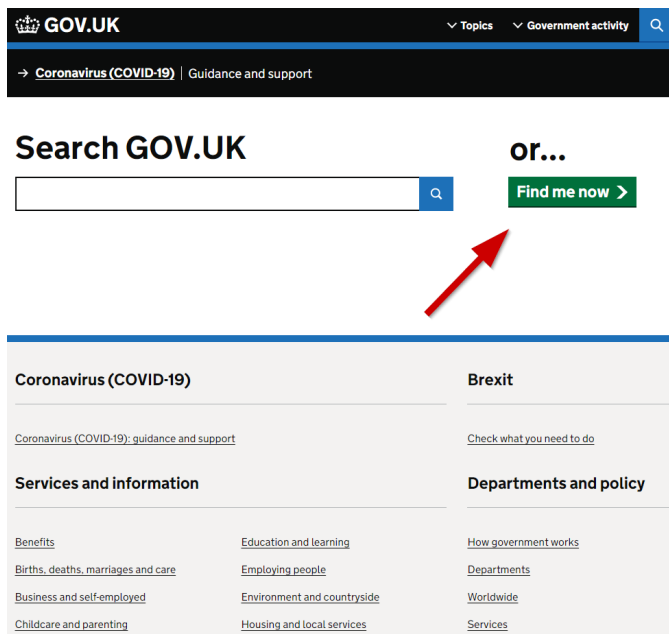 GOV.UK Topics Government activity
→ Coronavirus (COVID-19) | Guidance and support
Search GOV.UK
or...
Find me now
Coronavirus (COVID-19)
Brexit
Coronavirus (COVID-19): guidance and support
Check what you need to do
Services and information
Departments and policy
Benefits
Education and learning
How government works
Births, deaths, marriages and care
Employing people
Departments
Business and self-employed
Environment and countryside
Worldwide
Childcare and parenting
Housing and local services
Services